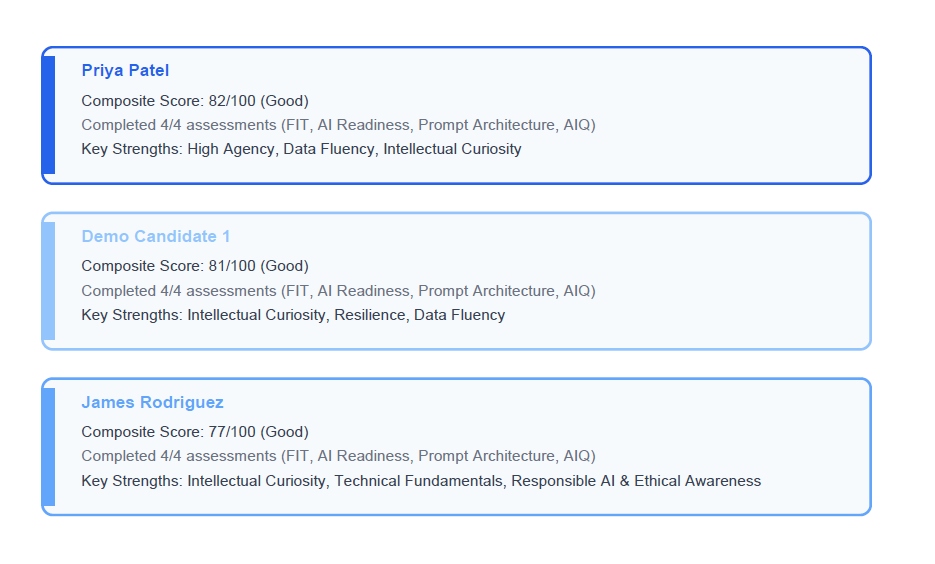 Priya Patel
Composite Score: 82/100 (Good)
Completed 4/4 assessments (FIT, AI Readiness, Prompt Architecture, AIQ)
Key Strengths: High Agency, Data Fluency, Intellectual Curiosity
Demo Candidate 1
Composite Score: 81/100 (Good)
Completed 4/4 assessments (FIT, AI Readiness, Prompt Architecture, AIQ)
Key Strengths: Intellectual Curiosity, Resilience, Data Fluency
James Rodriguez
Composite Score: 77/100 (Good)
Completed 4/4 assessments (FIT, AI Readiness, Prompt Architecture, AIQ)
Key Strengths: Intellectual Curiosity, Technical Fundamentals, Responsible AI & Ethical Awareness